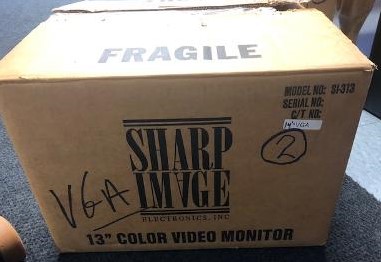 FRAGILE
MODEL NO: SI-313
SERIAL NO:
C/T NO:
14" VGA
2
SHARP
IMAGE
ELECTRONICS, INC
VGA
13" COLOR VIDEO MONITOR